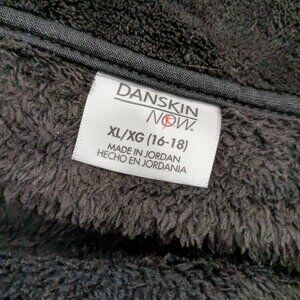 DANSKIN
NOW.
XL/XG (16-18)
MADE IN JORDAN
HECHO EN JORDANIA